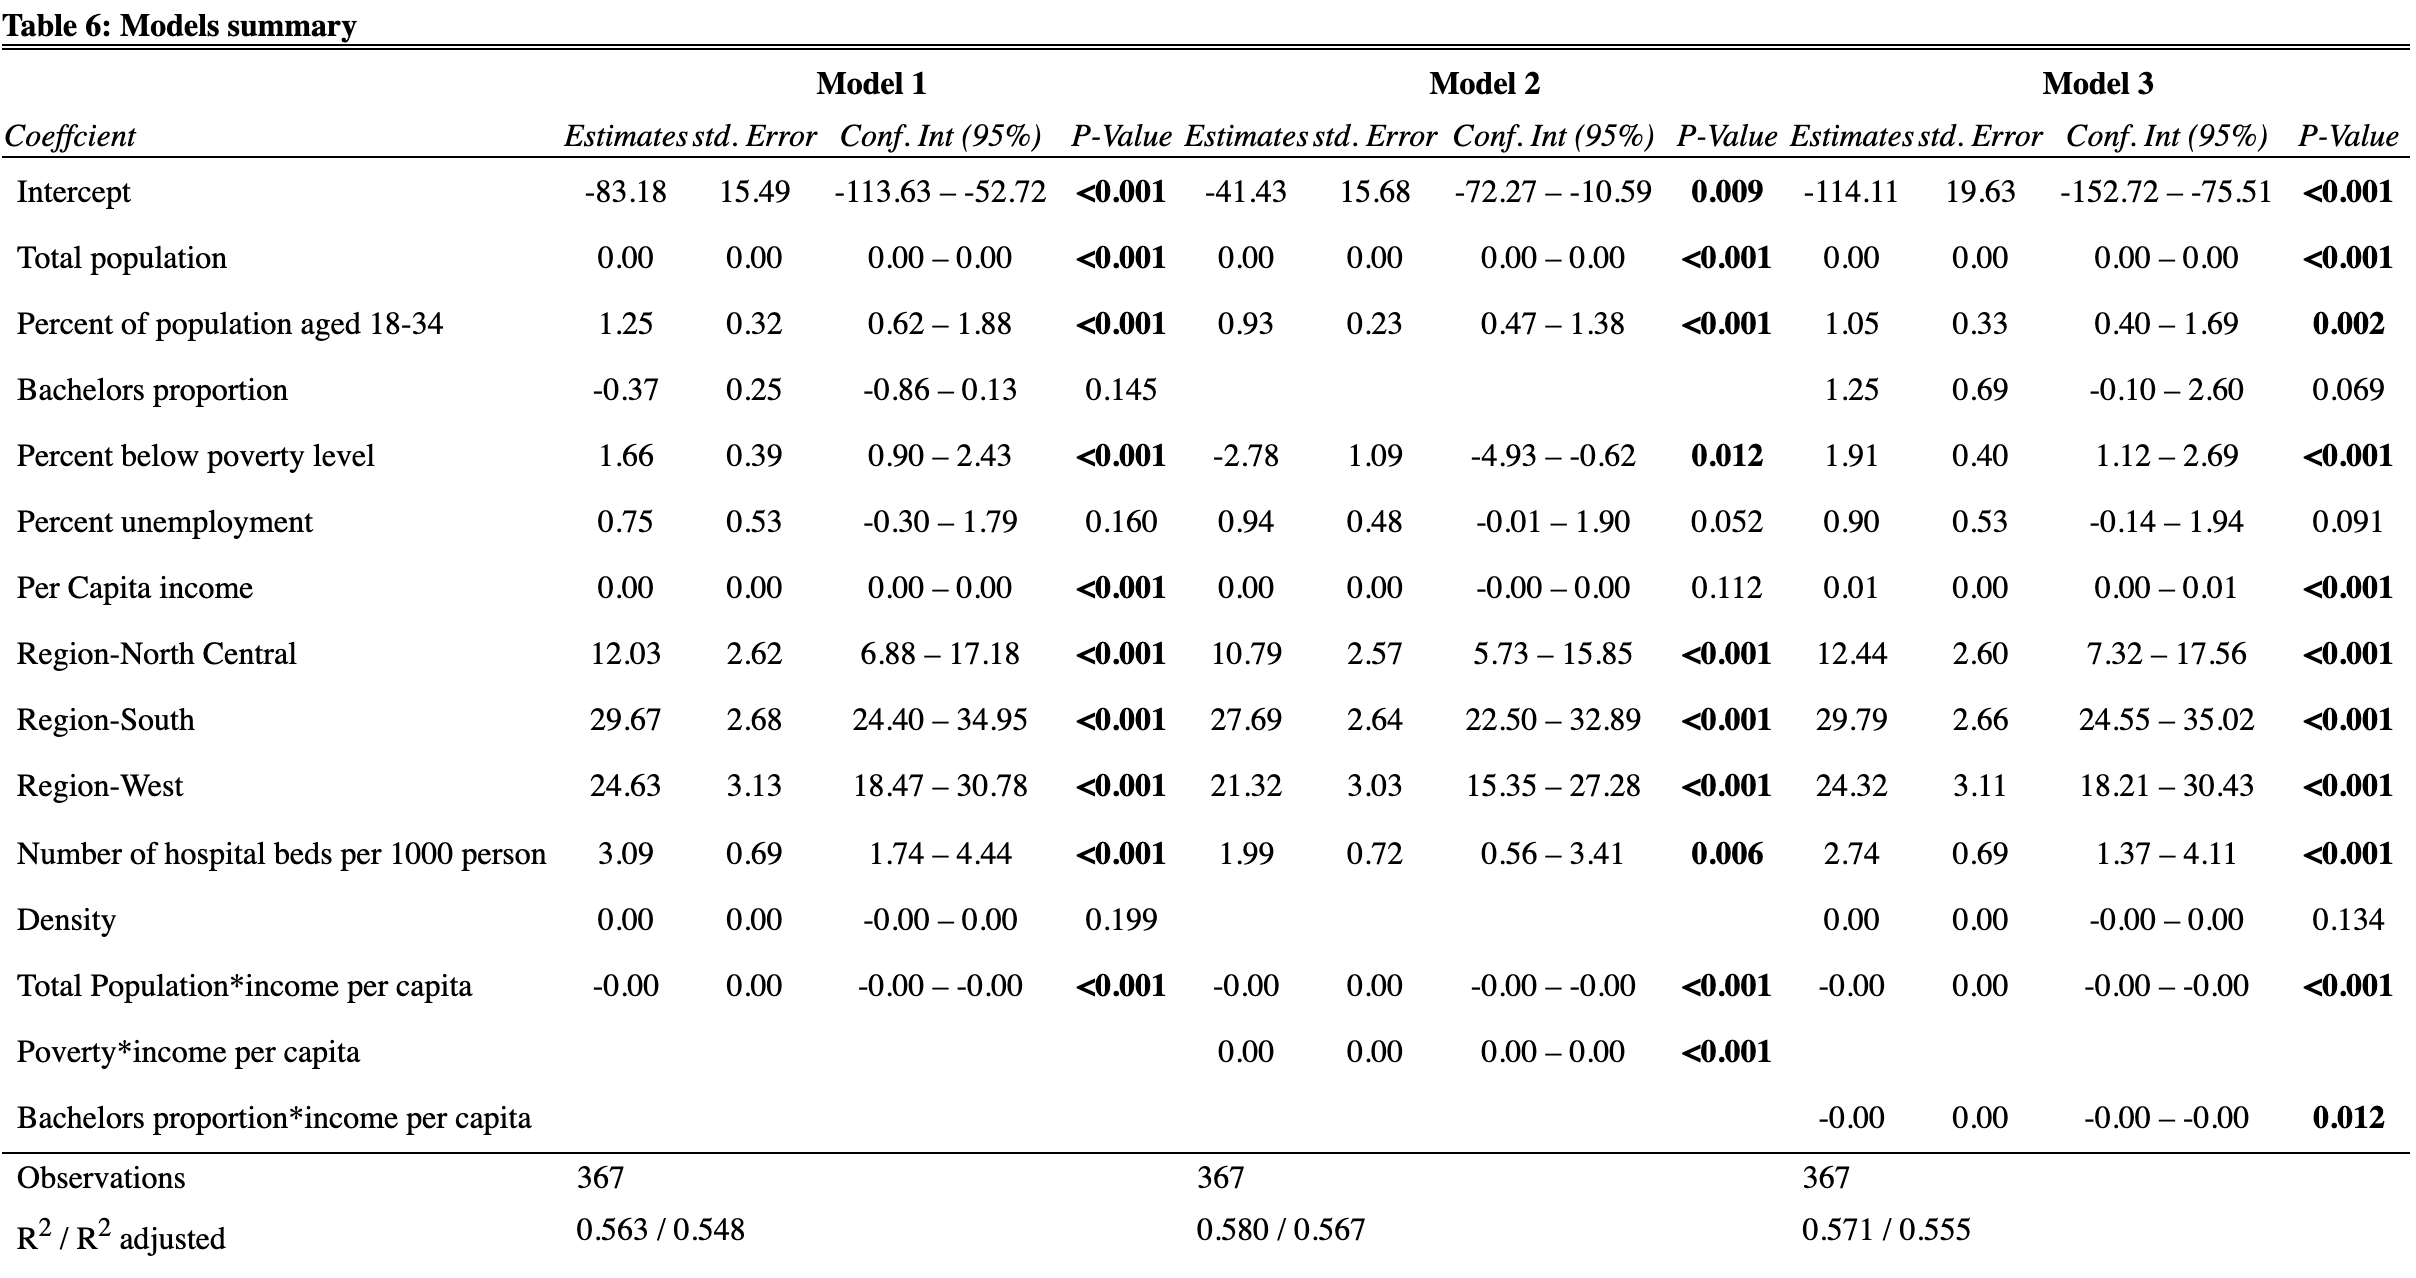 Table 6: Models summary
Model 1 Model 2 Model 3
Coeffcient Estimates std. Error Conf. Int (95%) P-Value Estimates std. Error Conf. Int (95%) P-Value Estimates std. Error Conf. Int (95%) P-Value
Intercept -83.18 15.49 -113.63 – -52.72 <0.001 -41.43 15.68 -72.27 – -10.59 0.009 -114.11 19.63 -152.72 – -75.51 <0.001
Total population 0.00 0.00 0.00 – 0.00 <0.001 0.00 0.00 0.00 – 0.00 <0.001 0.00 0.00 0.00 – 0.00 <0.001
Percent of population aged 18-34 1.25 0.32 0.62 – 1.88 <0.001 0.93 0.23 0.47 – 1.38 <0.001 1.05 0.33 0.40 – 1.69 0.002
Bachelors proportion -0.37 0.25 -0.86 – 0.13 0.145 1.25 0.69 -0.10 – 2.60 0.069
Percent below poverty level 1.66 0.39 0.90 – 2.43 <0.001 -2.78 1.09 -4.93 – -0.62 0.012 1.91 0.40 1.12 – 2.69 <0.001
Percent unemployment 0.75 0.53 -0.30 – 1.79 0.160 0.94 0.48 -0.01 – 1.90 0.052 0.90 0.53 -0.14 – 1.94 0.091
Per Capita income 0.00 0.00 0.00 – 0.00 <0.001 0.00 0.00 -0.00 – 0.00 0.112 0.01 0.00 0.00 – 0.01 <0.001
Region-North Central 12.03 2.62 6.88 – 17.18 <0.001 10.79 2.57 5.73 – 15.85 <0.001 12.44 2.60 7.32 – 17.56 <0.001
Region-South 29.67 2.68 24.40 – 34.95 <0.001 27.69 2.64 22.50 – 32.89 <0.001 29.79 2.66 24.55 – 35.02 <0.001
Region-West 24.63 3.13 18.47 – 30.78 <0.001 21.32 3.03 15.35 – 27.28 <0.001 24.32 3.11 18.21 – 30.43 <0.001
Number of hospital beds per 1000 person 3.09 0.69 1.74 – 4.44 <0.001 1.99 0.72 0.56 – 3.41 0.006 2.74 0.69 1.37 – 4.11 <0.001
Density 0.00 0.00 -0.00 – 0.00 0.199 0.00 0.00 -0.00 – 0.00 0.134
Total Population*income per capita -0.00 0.00 -0.00 – -0.00 <0.001 -0.00 0.00 -0.00 – -0.00 <0.001 -0.00 0.00 -0.00 – -0.00 <0.001
Poverty*income per capita 0.00 0.00 0.00 – 0.00 <0.001
Bachelors proportion*income per capita -0.00 0.00 -0.00 – -0.00 0.012
Observations 367 367 367
R2 / R2 adjusted 0.563 / 0.548 0.580 / 0.567 0.571 / 0.555